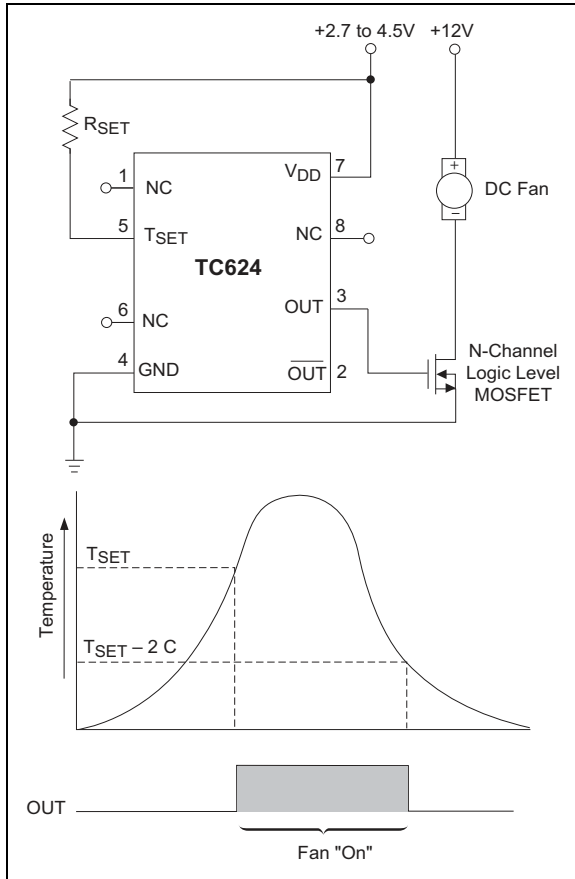 +2.7 to 4.5V +12V
RSET
1 NC VDD 7
DC Fan
5 TSET NC 8
TC624
6 NC OUT 3
4 GND OUT 2
N-Channel
Logic Level
MOSFET
Temperature
TSET
TSET – 2 C
OUT
Fan "On"